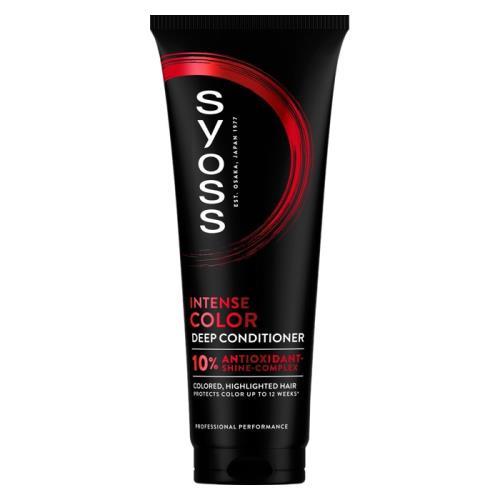 SYOSS
EST. OSAKA, JAPAN 1977
INTENSE
COLOR
DEEP CONDITIONER
10% ANTIOXIDANT-
SHINE-COMPLEX
COLORED, HIGHLIGHTED HAIR
PROTECTS COLOR UP TO 12 WEEKS*
PROFESSIONAL PERFORMANCE